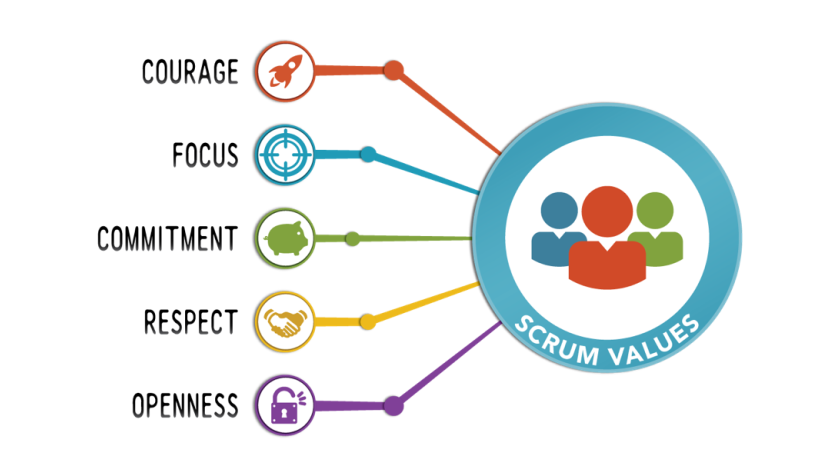 COURAGE
FOCUS
COMMITMENT
RESPECT
OPENNESS
SCRUM VALUES